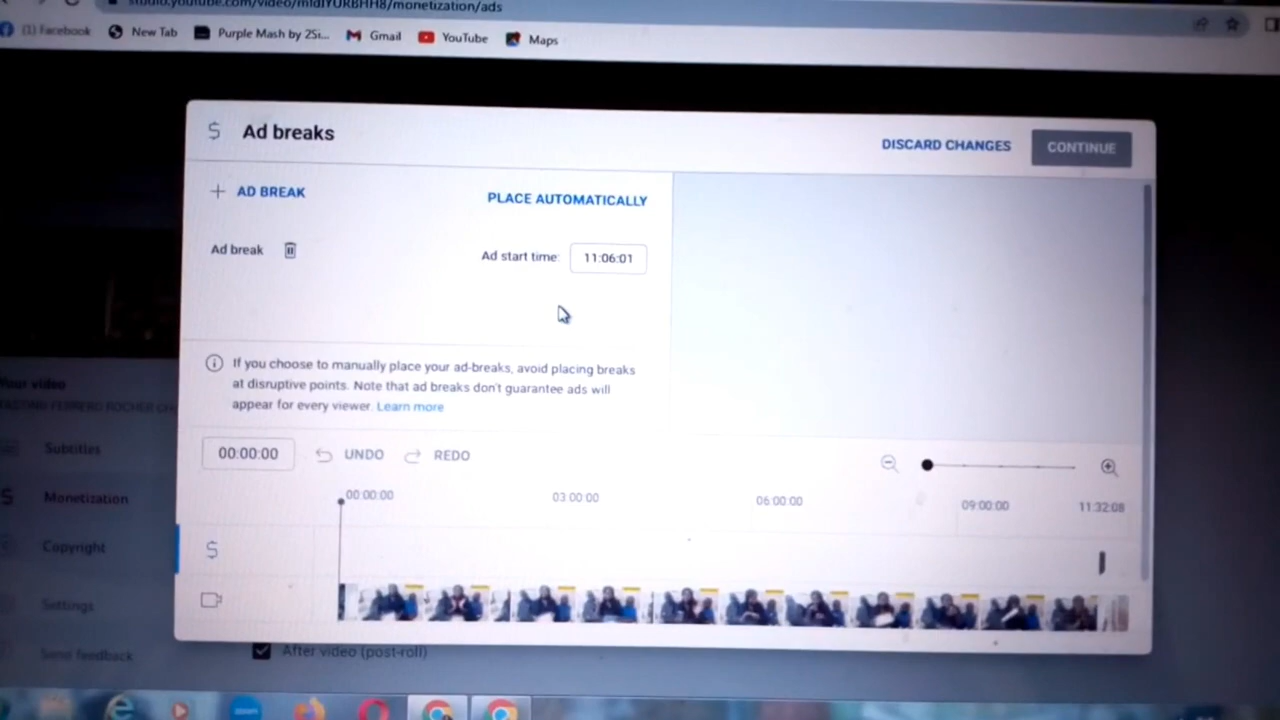 studio.youtube.com/video/midIYURBHH8/monetization/ads
(1) Facebook New Tab Purple Mash by 2Si... Gmail YouTube Maps
$ Ad breaks DISCARD CHANGES CONTINUE
+ AD BREAK PLACE AUTOMATICALLY
Ad break Ad start time: 11:06:01
If you choose to manually place your ad-breaks, avoid placing breaks
at disruptive points. Note that ad breaks don't guarantee ads will
appear for every viewer. Learn more
Your video
Subtitles
00:00:00 UNDO REDO
$ Monetization
00:00:00 03:00:00 06:00:00 09:00:00 11:32:08
Copyright
$
Settings
Send feedback
After video (post-roll)
zoom